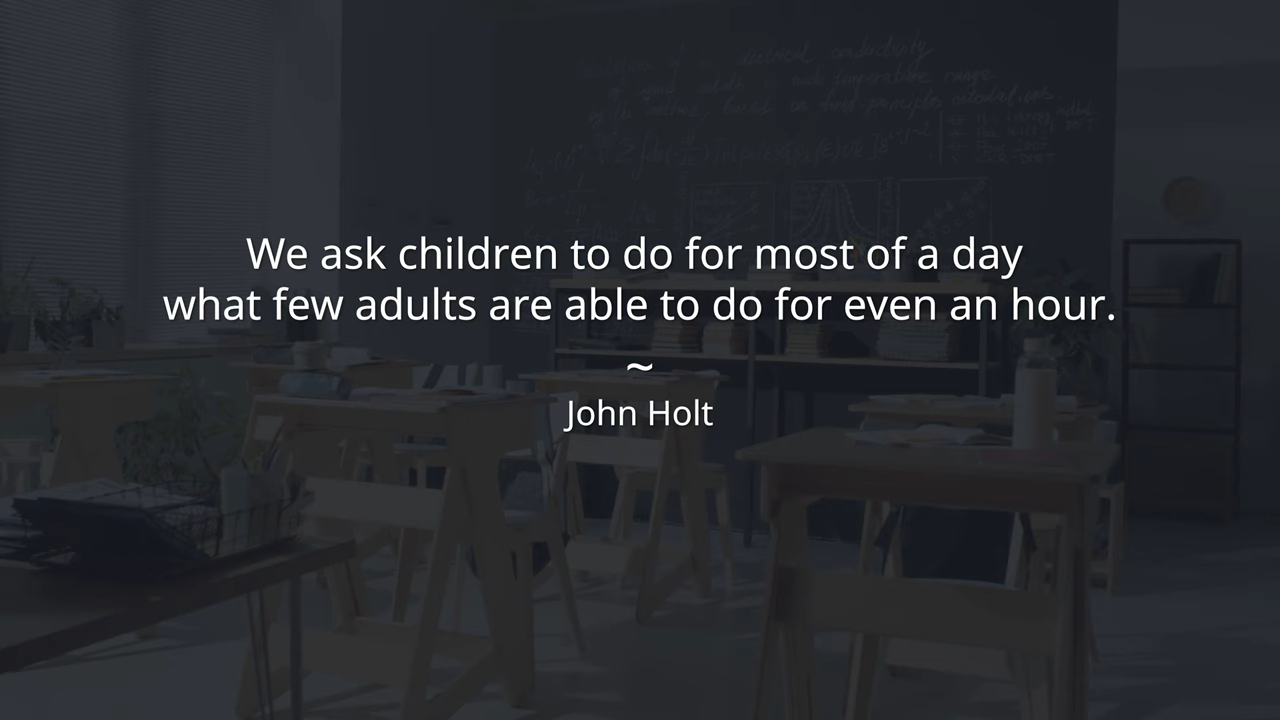 We ask children to do for most of a day
what few adults are able to do for even an hour.
~
John Holt